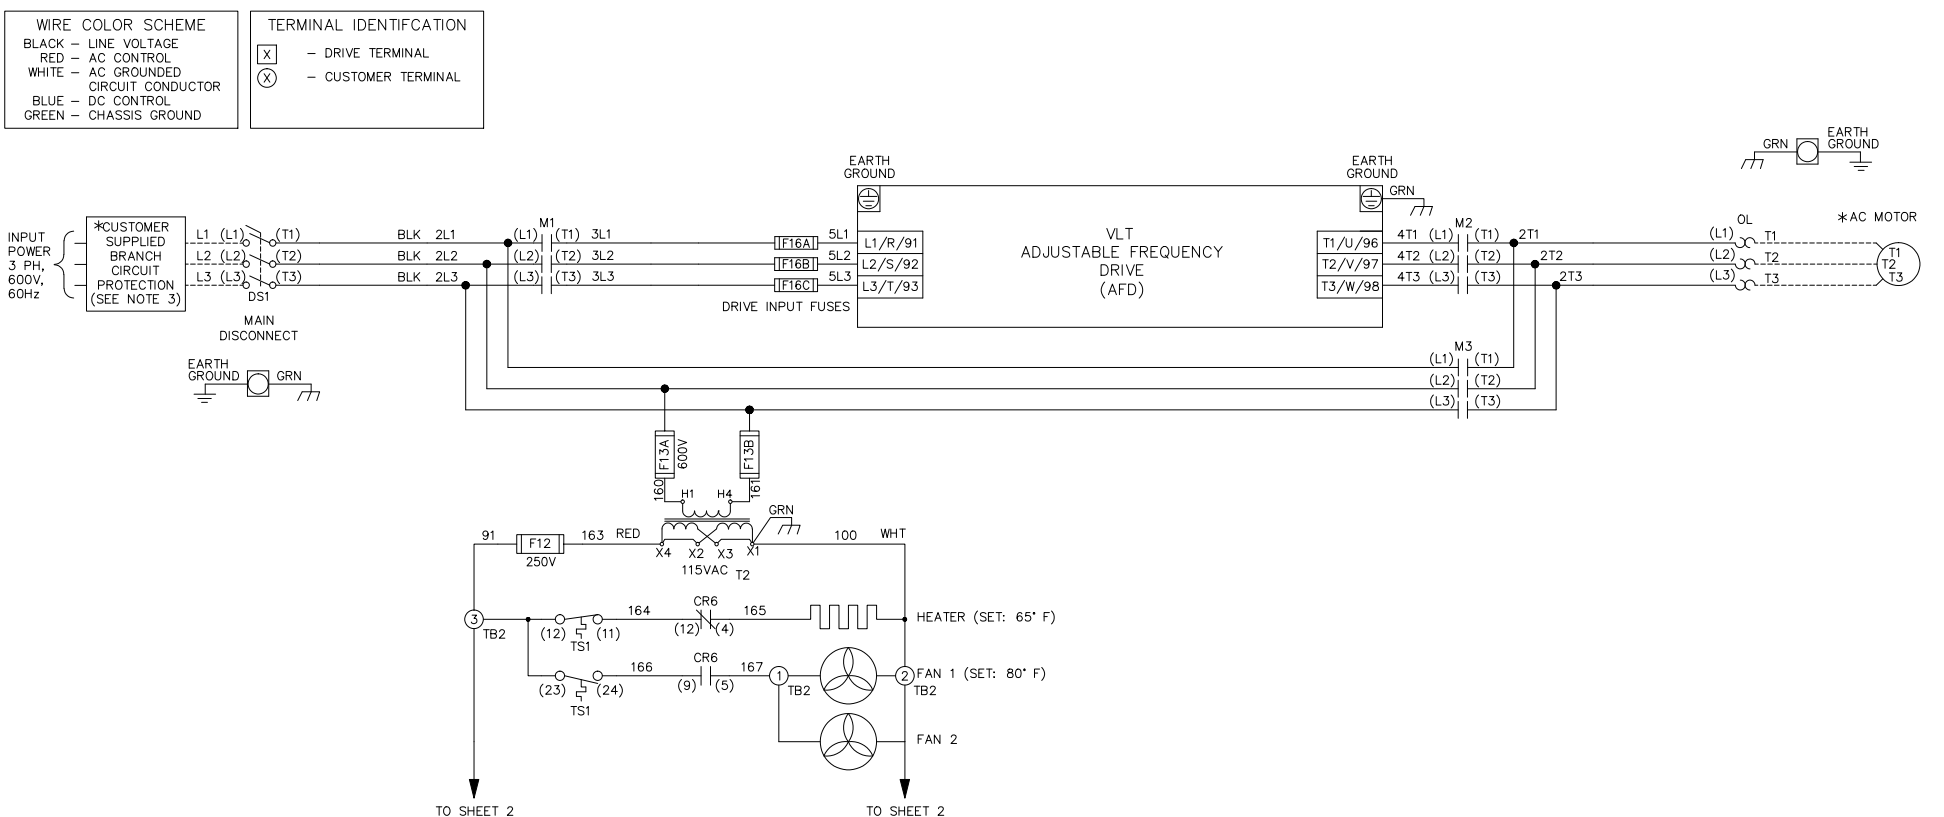 WIRE COLOR SCHEME
BLACK – LINE VOLTAGE
RED – AC CONTROL
WHITE – AC GROUNDED
CIRCUIT CONDUCTOR
BLUE – DC CONTROL
GREEN – CHASSIS GROUND
TERMINAL IDENTIFCATION
X – DRIVE TERMINAL
X – CUSTOMER TERMINAL
INPUT
POWER
3 PH,
600V,
60Hz
*CUSTOMER
SUPPLIED
BRANCH
CIRCUIT
PROTECTION
(SEE NOTE 3)
L1 (L1) (T1) BLK 2L1 (L1) M1 (T1) 3L1 F16A 5L1 L1/R/91
L2 (L2) (T2) BLK 2L2 (L2) (T2) 3L2 F16B 5L2 L2/S/92
L3 (L3) (T3) BLK 2L3 (L3) (T3) 3L3 F16C 5L3 L3/T/93
DS1
MAIN
DISCONNECT
DRIVE INPUT FUSES
EARTH
GROUND
VLT
ADJUSTABLE FREQUENCY
DRIVE
(AFD)
EARTH
GROUND
GRN
T1/U/96 4T1 (L1) M2 (T1) 2T1 (L1) OL T1
T2/V/97 4T2 (L2) (T2) 2T2 (L2) T2
T3/W/98 4T3 (L3) (T3) 2T3 (L3) T3
GRN
EARTH
GROUND
*AC MOTOR
T1
T2
T3
EARTH
GROUND
GRN
M3
(L1) (T1)
(L2) (T2)
(L3) (T3)
F13A
600V
F13B
160
161
H1 H4
GRN
91 F12 163 RED
250V
X4 X2 X3 X1
115VAC T2
100 WHT
3
TB2
(12) (11)
TS1
164
CR6
(12) (4)
165
HEATER (SET: 65° F)
(23) (24)
TS1
166
CR6
(9) (5)
167
1
TB2
2
TB2
FAN 1 (SET: 80° F)
FAN 2
TO SHEET 2
TO SHEET 2